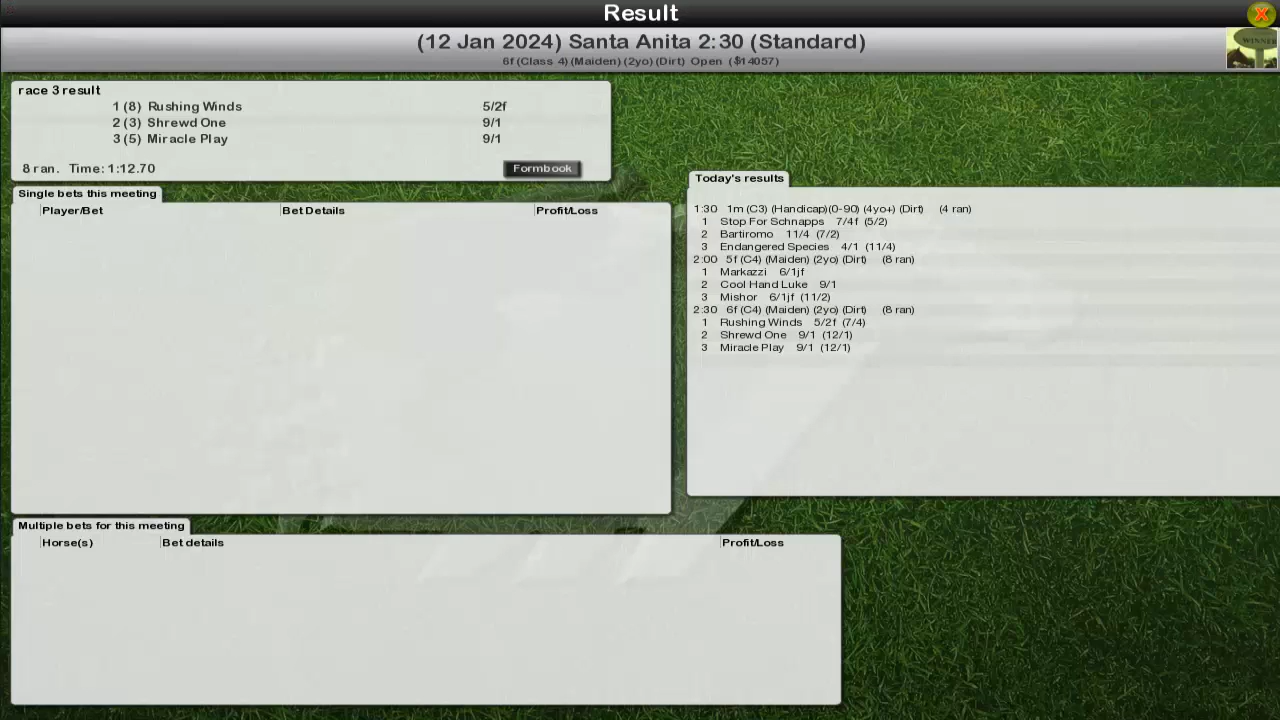 Result
(12 Jan 2024) Santa Anita 2:30 (Standard)
6f (Class 4) (Maiden) (2yo) (Dirt) Open ($14057)
WINNER
race 3 result
1 (8) Rushing Winds 5/2f
2 (3) Shrewd One 9/1
3 (5) Miracle Play 9/1
8 ran. Time: 1:12.70
Formbook
Single bets this meeting
Player/Bet Bet Details Profit/Loss
Today's results
1:30 1m (C3) (Handicap)(0-90) (4yo+) (Dirt) (4 ran)
1 Stop For Schnapps 7/4f (5/2)
2 Bartiromo 11/4 (7/2)
3 Endangered Species 4/1 (11/4)
2:00 5f (C4) (Maiden) (2yo) (Dirt) (8 ran)
1 Markazzi 6/1jf
2 Cool Hand Luke 9/1
3 Mishor 6/1jf (11/2)
2:30 6f (C4) (Maiden) (2yo) (Dirt) (8 ran)
1 Rushing Winds 5/2f (7/4)
2 Shrewd One 9/1 (12/1)
3 Miracle Play 9/1 (12/1)
Multiple bets for this meeting
Horse(s) Bet details Profit/Loss